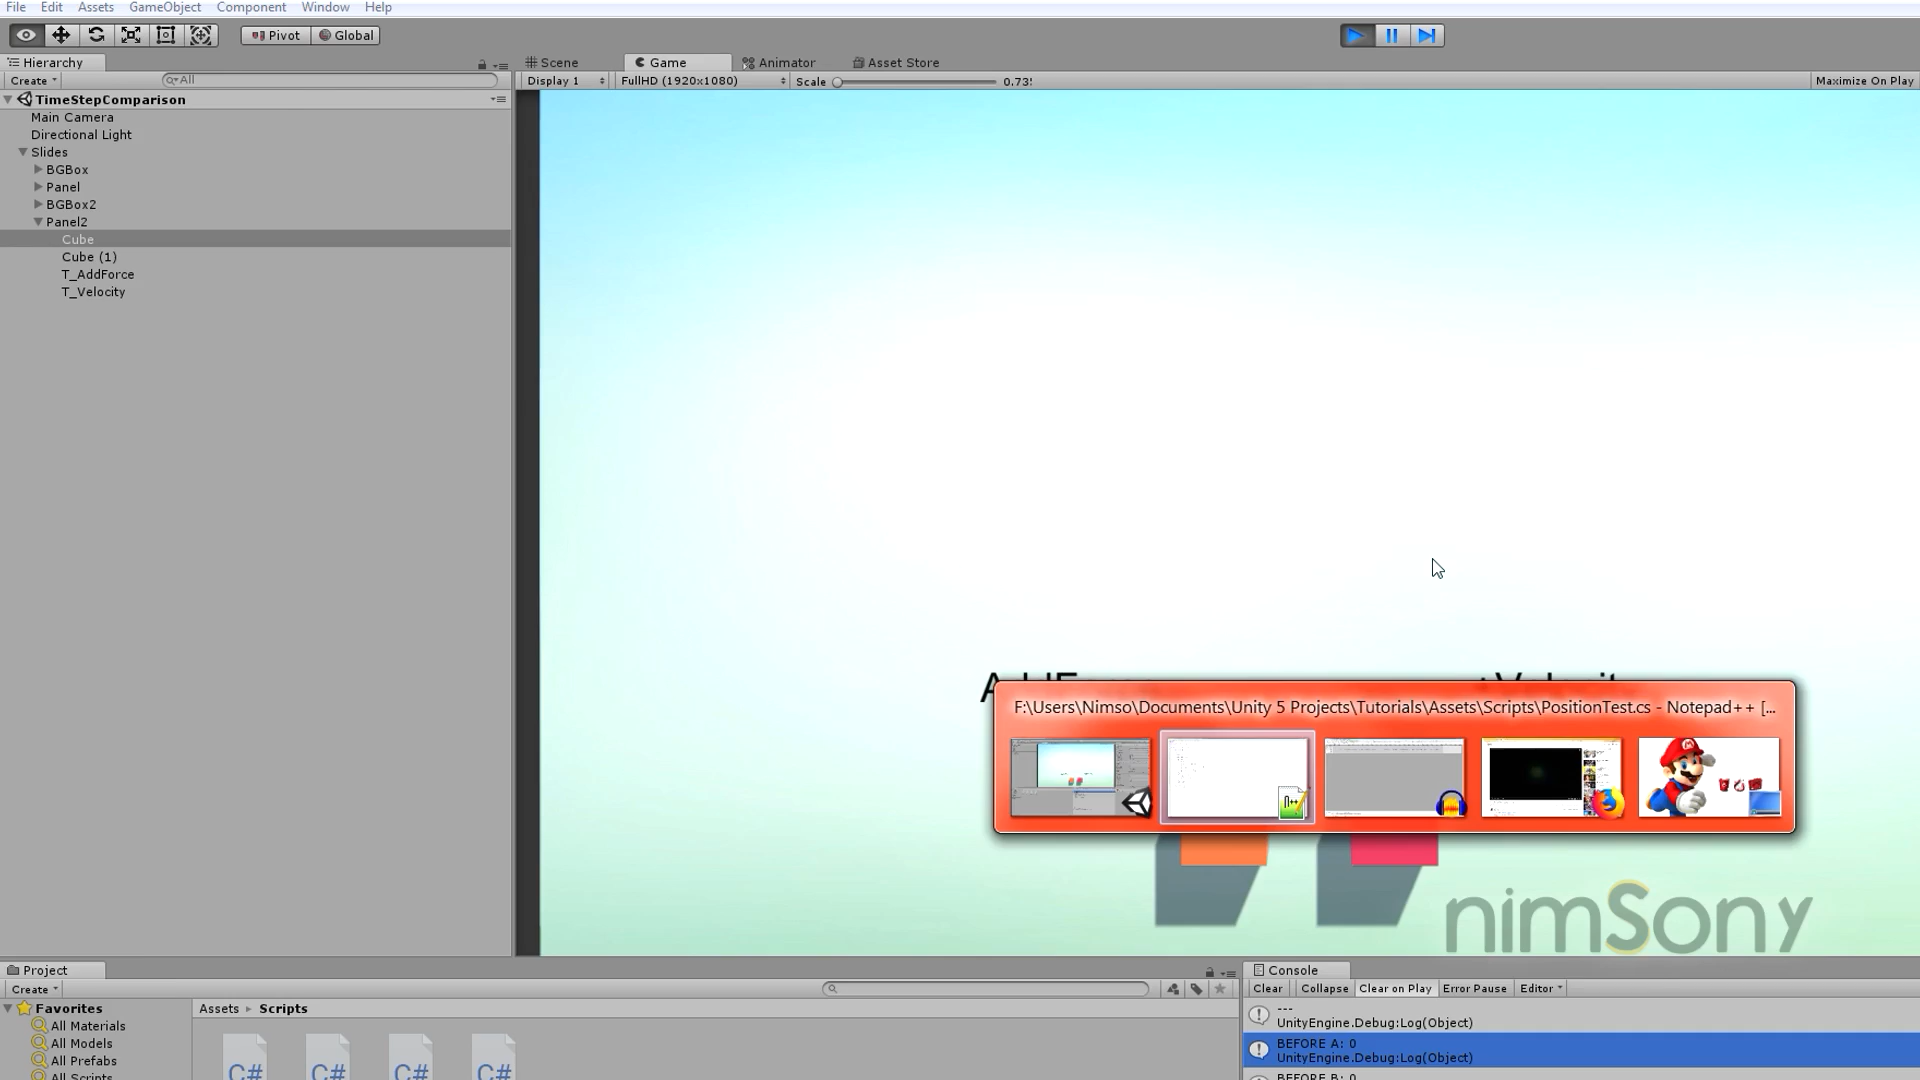 File Edit Assets GameObject Component Window Help
Pivot Global
Hierarchy
Create All
Scene Game Animator Asset Store
Display 1 FullHD (1920x1080) Scale 0.73 Maximize On Play
TimeStepComparison
Main Camera
Directional Light
Slides
BGBox
Panel
BGBox2
Panel2
Cube
Cube (1)
T_AddForce
T_Velocity
F:\Users\Nimso\Documents\Unity 5 Projects\Tutorials\Assets\Scripts\PositionTest.cs - Notepad++ [...
nimSony
Project
Create
Favorites
All Materials
All Models
All Prefabs
All Scripts
Assets Scripts
C# C# C# C#
Console
Clear Collapse Clear on Play Error Pause Editor
---
UnityEngine.Debug:Log(Object)
BEFORE A: 0
UnityEngine.Debug:Log(Object)
BEFORE B: 0